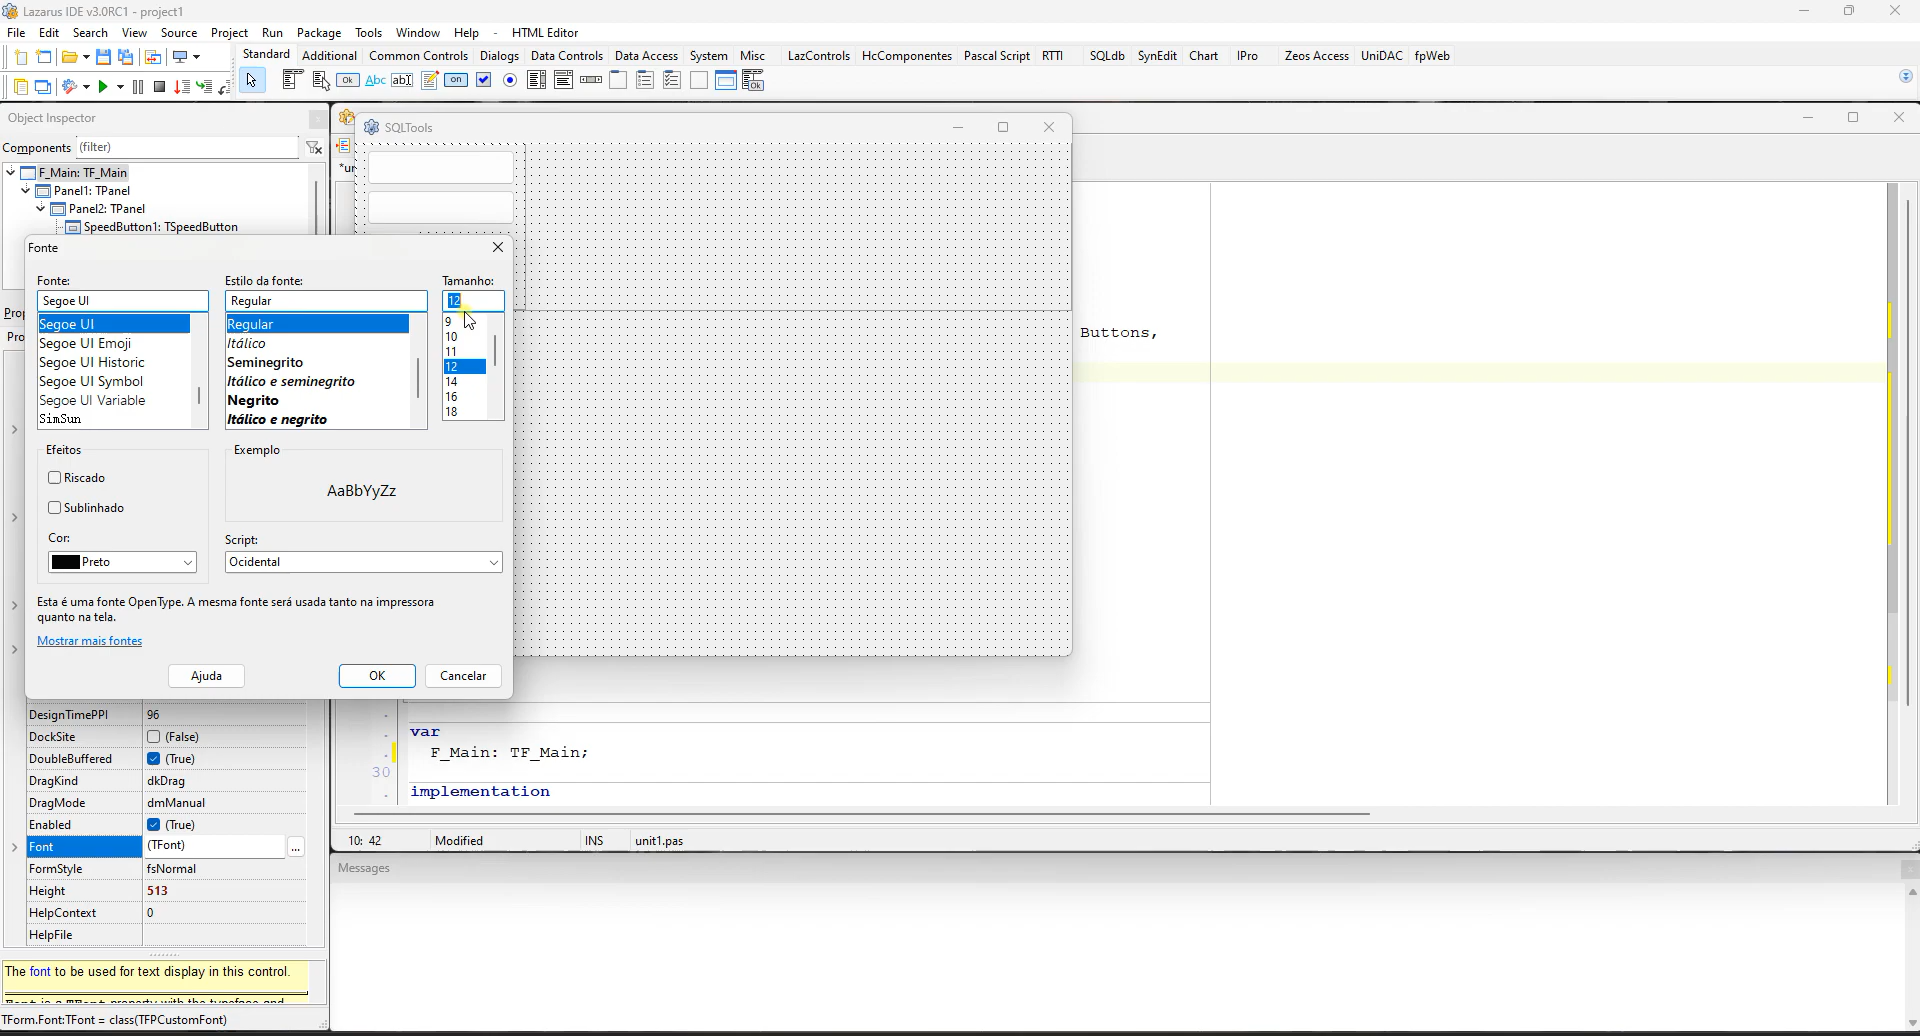 Lazarus IDE v3.0RC1 - project1
File Edit Search View Source Project Run Package Tools Window Help - HTML Editor
Standard Additional Common Controls Dialogs Data Controls Data Access System Misc LazControls HcComponentes Pascal Script RTTI SQLdb SynEdit Chart IPro Zeos Access UniDAC fpWeb
Ok Abc ab on Ok
Object Inspector
Components (filter)
F_Main: TF_Main
Panel1: TPanel
Panel2: TPanel
SpeedButton1: TSpeedButton
SQLTools
Fonte
Fonte: Estilo da fonte: Tamanho:
Segoe UI Regular 12
Segoe UI
Segoe UI Emoji
Segoe UI Historic
Segoe UI Symbol
Segoe UI Variable
SimSun
Regular
Itálico
Seminegrito
Itálico e seminegrito
Negrito
Itálico e negrito
9
10
11
12
14
16
18
Efeitos
Riscado
Sublinhado
Cor:
Preto
Exemplo
AaBbYyZz
Script:
Ocidental
Esta é uma fonte OpenType. A mesma fonte será usada tanto na impressora
quanto na tela.
Mostrar mais fontes
Ajuda OK Cancelar
Buttons,
DesignTimePPI 96
DockSite (False)
DoubleBuffered (True)
DragKind dkDrag
DragMode dmManual
Enabled (True)
Font (TFont) ...
FormStyle fsNormal
Height 513
HelpContext 0
HelpFile
The font to be used for text display in this control.
TForm.Font:TFont = class(TFPCustomFont)
var
F_Main: TF_Main;
30
implementation
10: 42 Modified INS unit1.pas
Messages